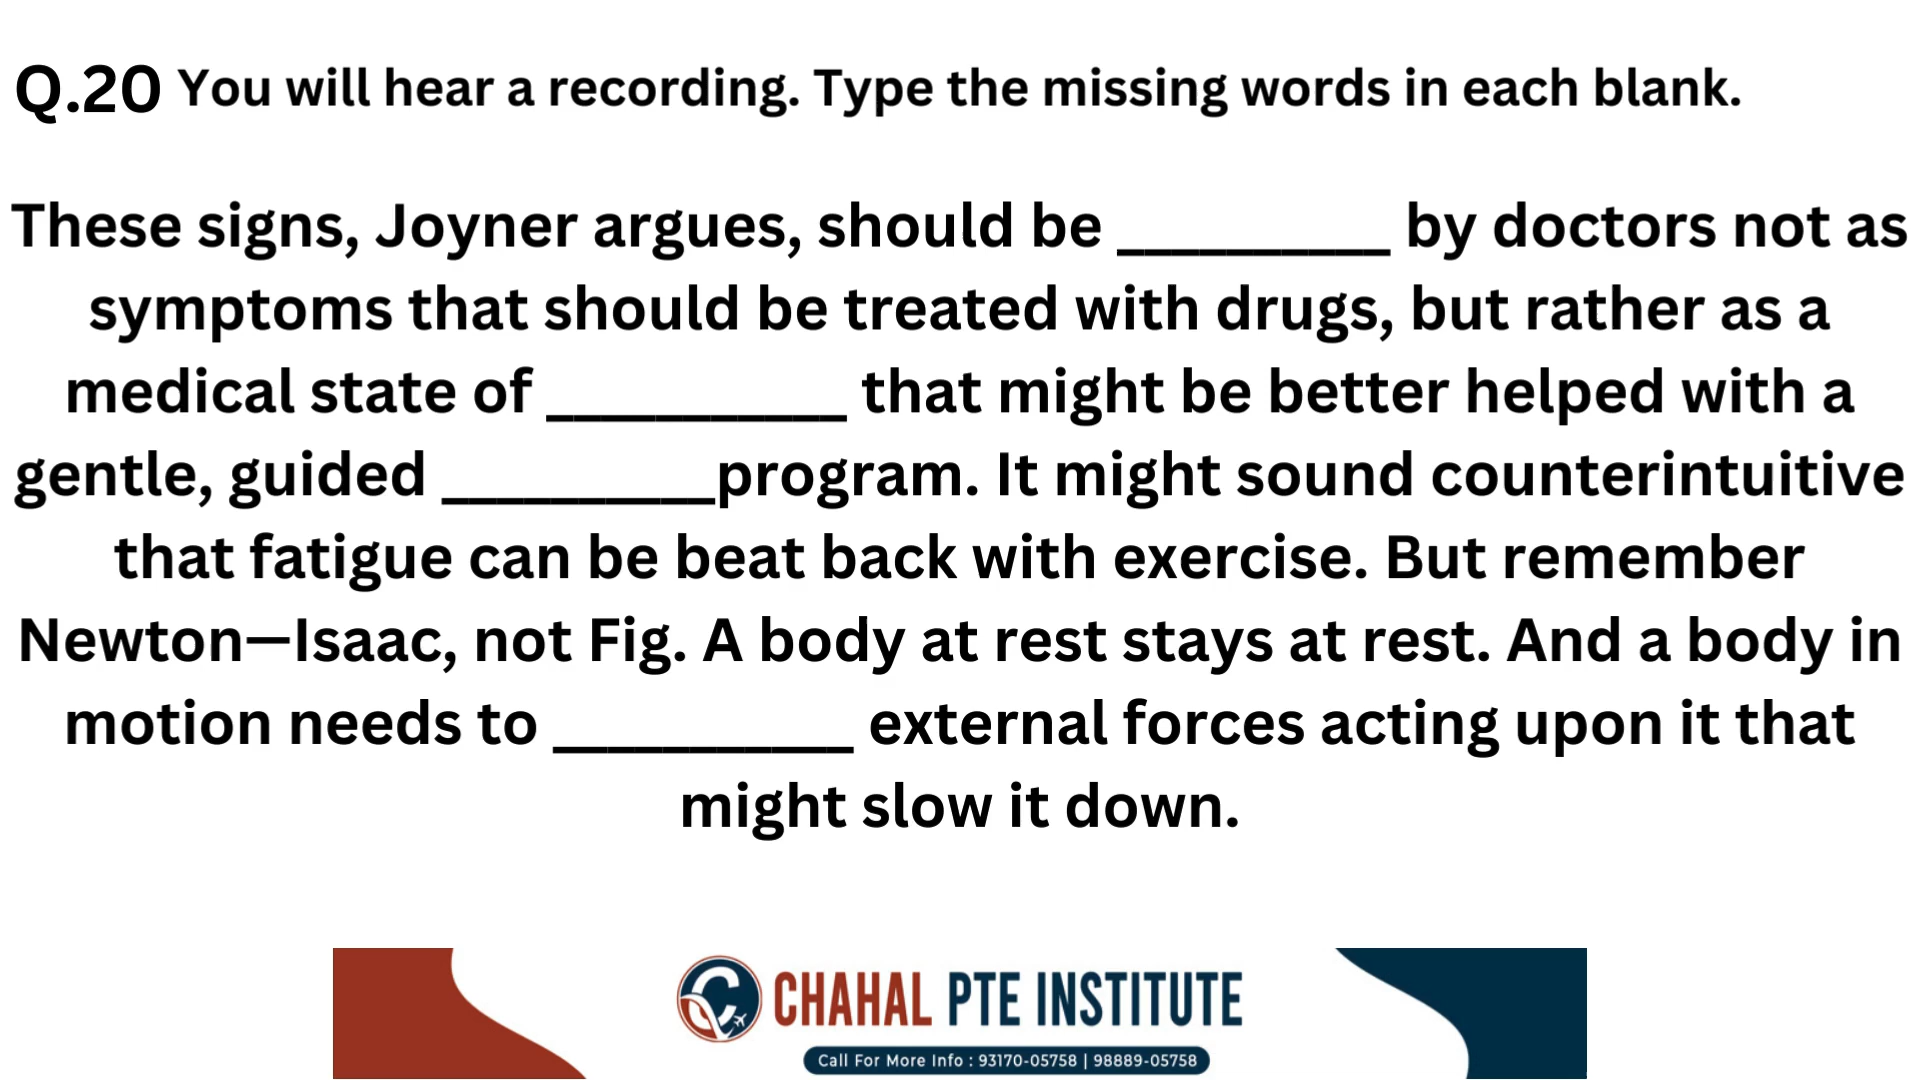 Q.20 You will hear a recording. Type the missing words in each blank.
These signs, Joyner argues, should be __________ by doctors not as
symptoms that should be treated with drugs, but rather as a
medical state of ___________ that might be better helped with a
gentle, guided __________program. It might sound counterintuitive
that fatigue can be beat back with exercise. But remember
Newton—Isaac, not Fig. A body at rest stays at rest. And a body in
motion needs to ___________ external forces acting upon it that
might slow it down.
CHAHAL PTE INSTITUTE
Call For More Info : 93170-05758 | 98889-05758